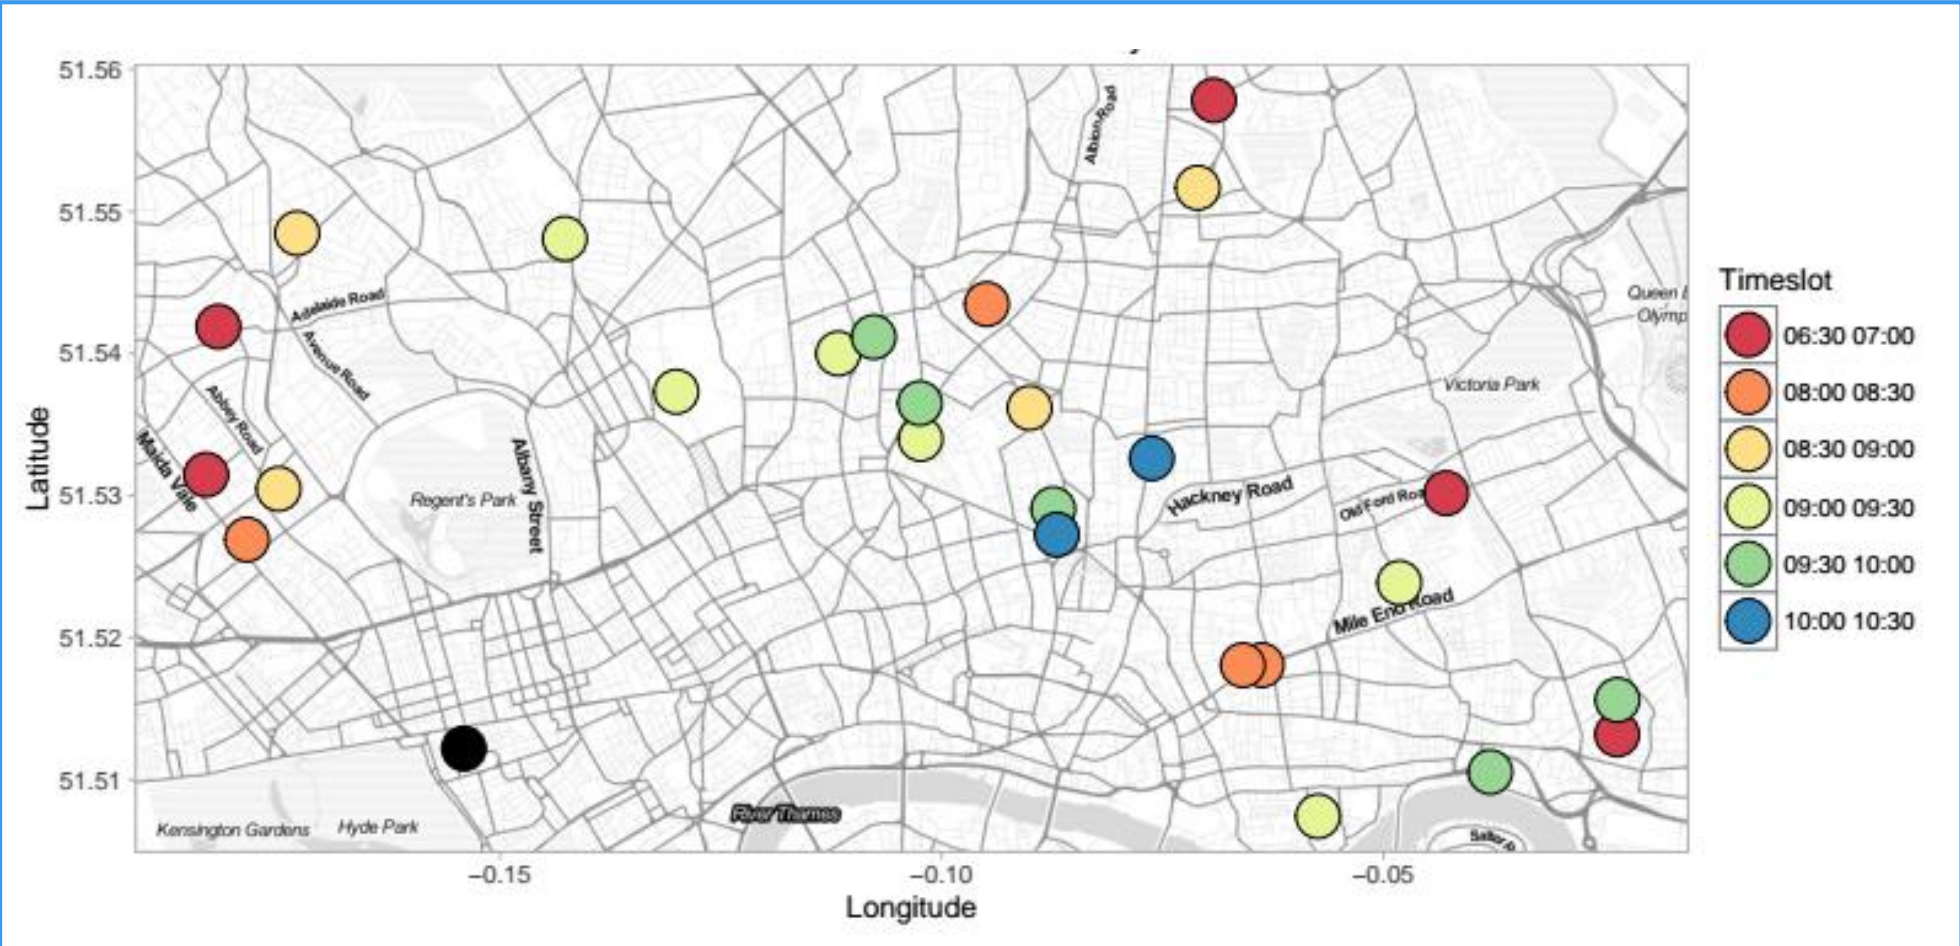 51.56
51.55
51.54
51.53
51.52
51.51
Latitude
−0.15
−0.10
−0.05
Longitude
Albion Road
Adelaide Road
Avenue Road
Abbey Road
Maida Vale
Regent's Park
Albany Street
Hackney Road
Old Ford Roa
Victoria Park
Queen E
Olymp
Mile End Road
River Thames
Kensington Gardens
Hyde Park
Timeslot
06:30 07:00
08:00 08:30
08:30 09:00
09:00 09:30
09:30 10:00
10:00 10:30